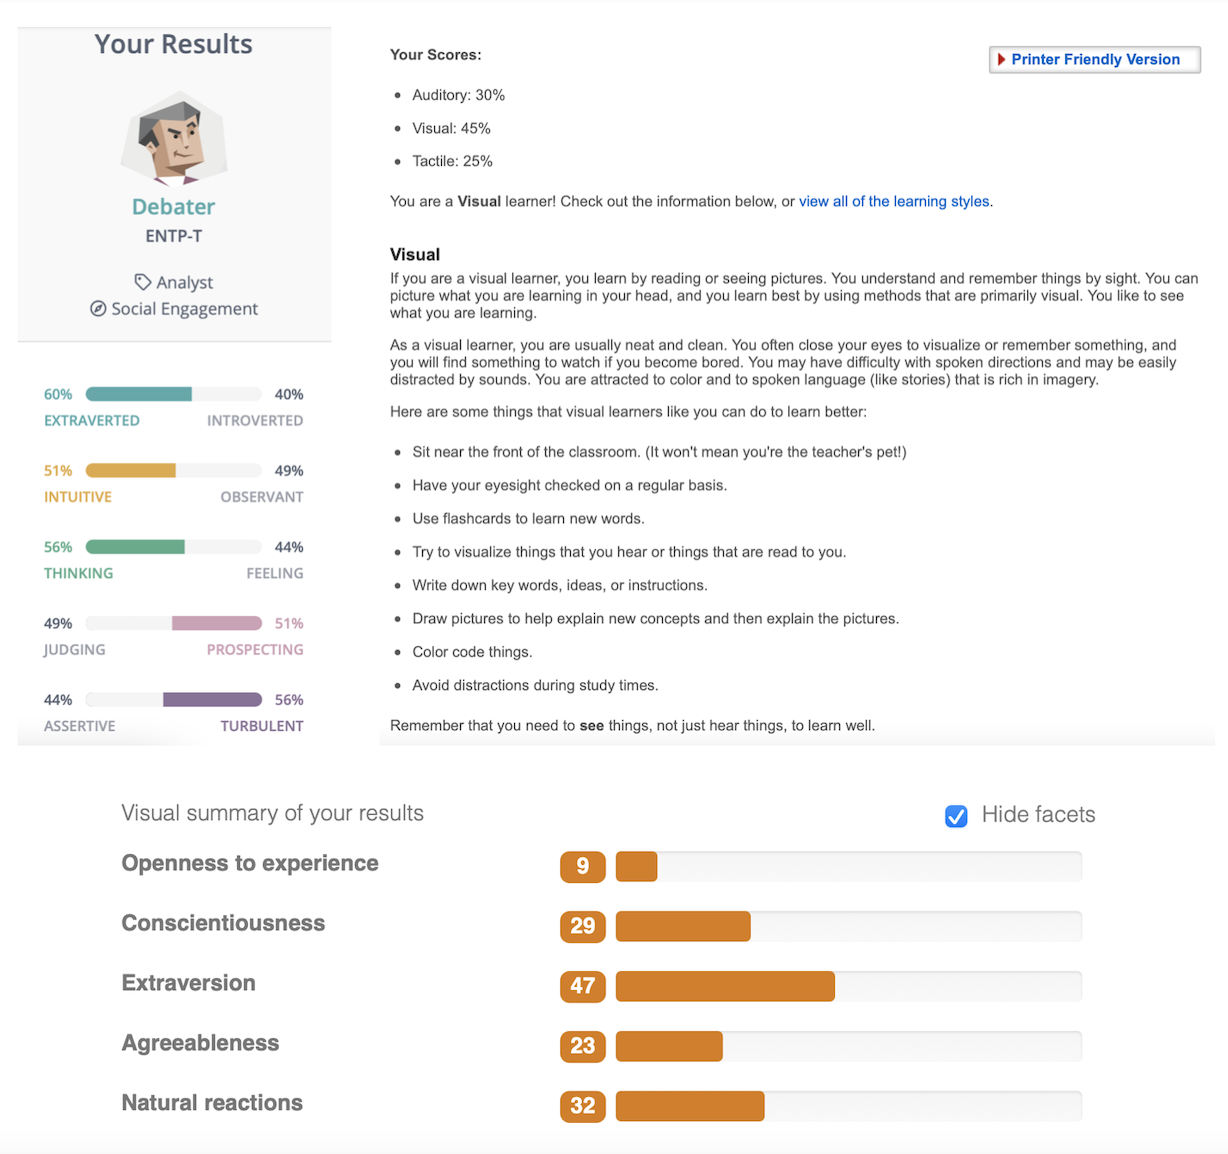 Your Results
Debater
ENTP-T
Analyst
Social Engagement
60% 40%
EXTRAVERTED INTROVERTED
51% 49%
INTUITIVE OBSERVANT
56% 44%
THINKING FEELING
49% 51%
JUDGING PROSPECTING
44% 56%
ASSERTIVE TURBULENT
Your Scores:
Printer Friendly Version
• Auditory: 30%
• Visual: 45%
• Tactile: 25%
You are a Visual learner! Check out the information below, or view all of the learning styles.
Visual
If you are a visual learner, you learn by reading or seeing pictures. You understand and remember things by sight. You can
picture what you are learning in your head, and you learn best by using methods that are primarily visual. You like to see
what you are learning.
As a visual learner, you are usually neat and clean. You often close your eyes to visualize or remember something, and
you will find something to watch if you become bored. You may have difficulty with spoken directions and may be easily
distracted by sounds. You are attracted to color and to spoken language (like stories) that is rich in imagery.
Here are some things that visual learners like you can do to learn better:
• Sit near the front of the classroom. (It won't mean you're the teacher's pet!)
• Have your eyesight checked on a regular basis.
• Use flashcards to learn new words.
• Try to visualize things that you hear or things that are read to you.
• Write down key words, ideas, or instructions.
• Draw pictures to help explain new concepts and then explain the pictures.
• Color code things.
• Avoid distractions during study times.
Remember that you need to see things, not just hear things, to learn well.
Visual summary of your results
Hide facets
Openness to experience 9
Conscientiousness 29
Extraversion 47
Agreeableness 23
Natural reactions 32